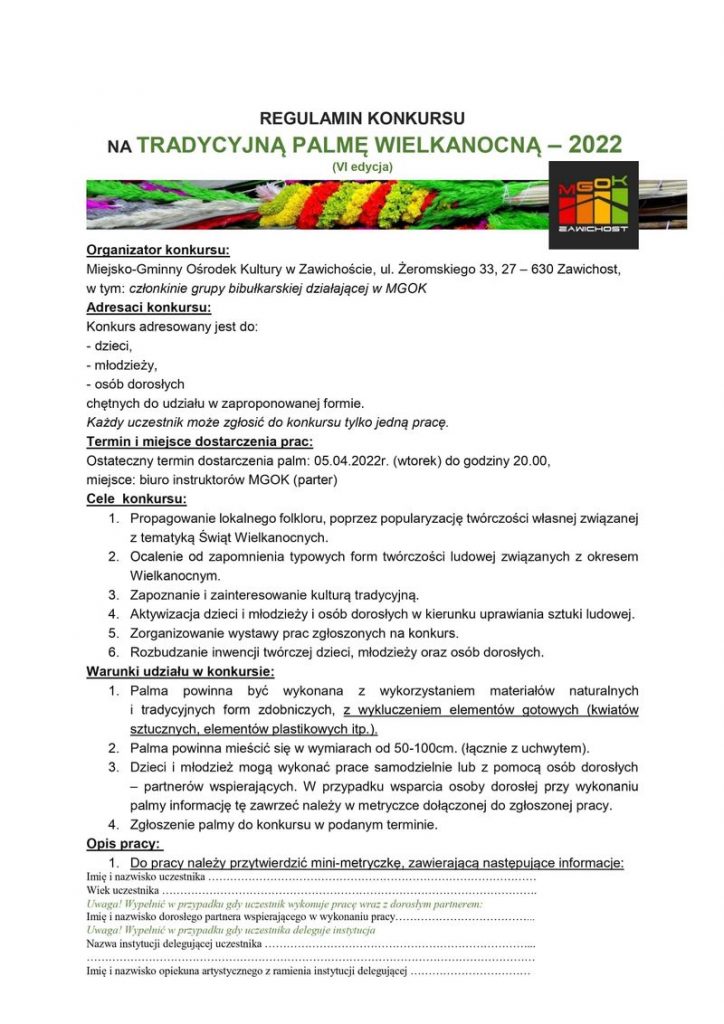 REGULAMIN KONKURSU
NA TRADYCYJNĄ PALMĘ WIELKANOCNĄ – 2022
(VI edycja)
MGOK
ZAWICHOST
Organizator konkursu:
Miejsko-Gminny Ośrodek Kultury w Zawichoście, ul. Żeromskiego 33, 27 – 630 Zawichost,
w tym: członkinie grupy bibułkarskiej działającej w MGOK
Adresaci konkursu:
Konkurs adresowany jest do:
- dzieci,
- młodzieży,
- osób dorosłych
chętnych do udziału w zaproponowanej formie.
Każdy uczestnik może zgłosić do konkursu tylko jedną pracę.
Termin i miejsce dostarczenia prac:
Ostateczny termin dostarczenia palm: 05.04.2022r. (wtorek) do godziny 20.00,
miejsce: biuro instruktorów MGOK (parter)
Cele konkursu:
1. Propagowanie lokalnego folkloru, poprzez popularyzację twórczości własnej związanej
z tematyką Świąt Wielkanocnych.
2. Ocalenie od zapomnienia typowych form twórczości ludowej związanych z okresem
Wielkanocnym.
3. Zapoznanie i zainteresowanie kulturą tradycyjną.
4. Aktywizacja dzieci i młodzieży i osób dorosłych w kierunku uprawiania sztuki ludowej.
5. Zorganizowanie wystawy prac zgłoszonych na konkurs.
6. Rozbudzanie inwencji twórczej dzieci, młodzieży oraz osób dorosłych.
Warunki udziału w konkursie:
1. Palma powinna być wykonana z wykorzystaniem materiałów naturalnych
i tradycyjnych form zdobniczych, z wykluczeniem elementów gotowych (kwiatów
sztucznych, elementów plastikowych itp.).
2. Palma powinna mieścić się w wymiarach od 50-100cm. (łącznie z uchwytem).
3. Dzieci i młodzież mogą wykonać prace samodzielnie lub z pomocą osób dorosłych
– partnerów wspierających. W przypadku wsparcia osoby dorosłej przy wykonaniu
palmy informację tę zawrzeć należy w metryczce dołączonej do zgłoszonej pracy.
4. Zgłoszenie palmy do konkursu w podanym terminie.
Opis pracy:
1. Do pracy należy przytwierdzić mini-metryczkę, zawierającą następujące informacje:
Imię i nazwisko uczestnika ……………………………………………………………
Wiek uczestnika …………………………………………………………………….
Uwaga! Wypełnić w przypadku gdy uczestnik wykonuje pracę wraz z dorosłym partnerem:
Imię i nazwisko dorosłego partnera wspierającego w wykonaniu pracy………………………………...
Uwaga! Wypełnić w przypadku gdy uczestnika deleguje instytucja
Nazwa instytucji delegującej uczestnika ………………………………………………...
……………………………………………………………………………………
Imię i nazwisko opiekuna artystycznego z ramienia instytucji delegującej ……………………………